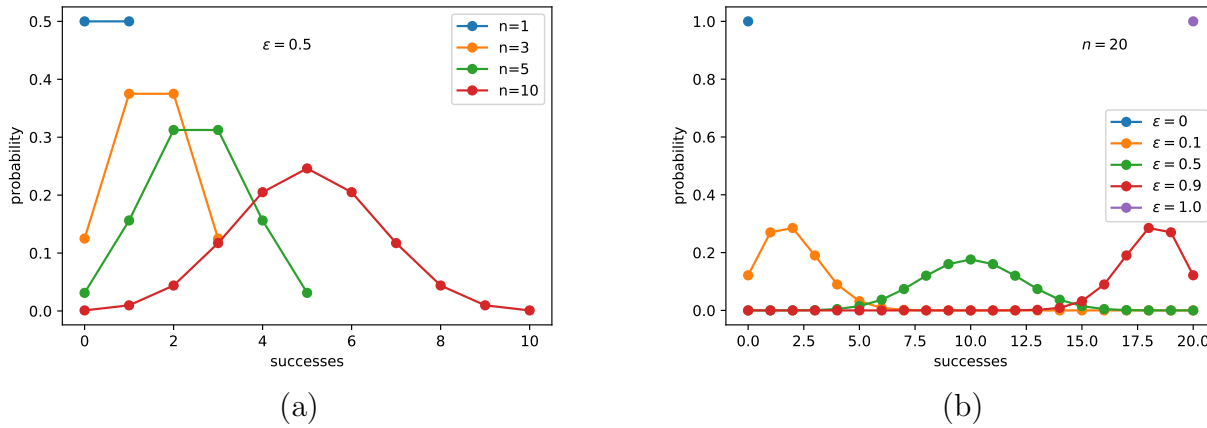 0.5
0.4
0.3
0.2
0.1
0.0
probability
0 2 4 6 8 10
successes
ε = 0.5
n=1
n=3
n=5
n=10
(a)
1.0
0.8
0.6
0.4
0.2
0.0
probability
0.0 2.5 5.0 7.5 10.0 12.5 15.0 17.5 20.0
successes
n = 20
ε = 0
ε = 0.1
ε = 0.5
ε = 0.9
ε = 1.0
(b)